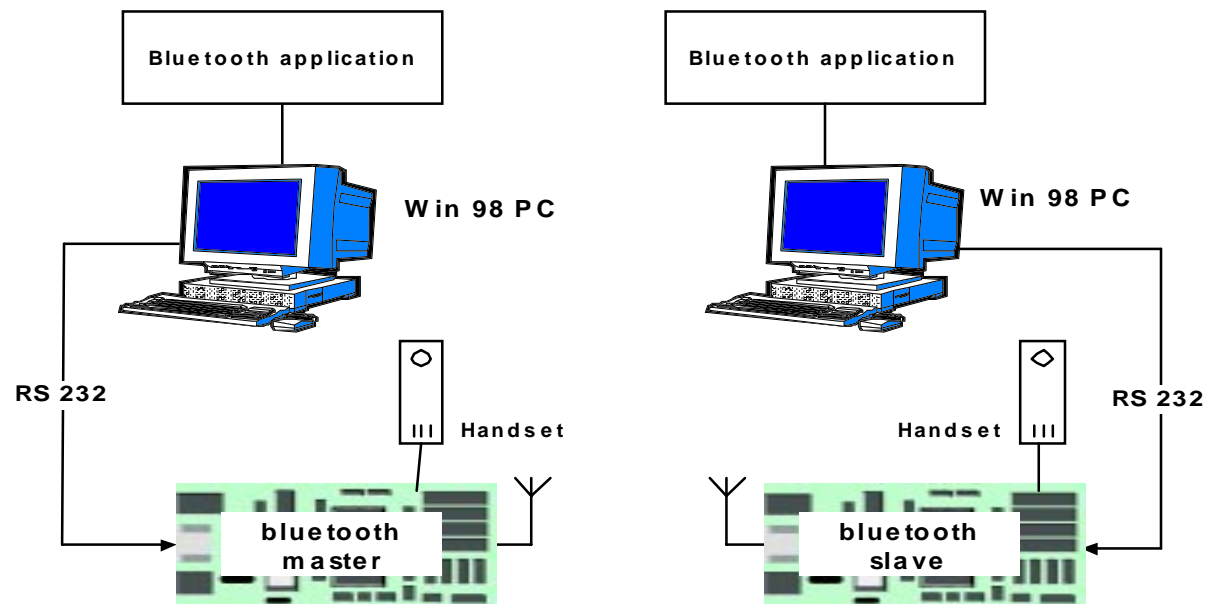 Bluetooth application
Bluetooth application
Win 98 PC
Win 98 PC
RS 232
RS 232
Handset
Handset
bluetooth
master
bluetooth
slave